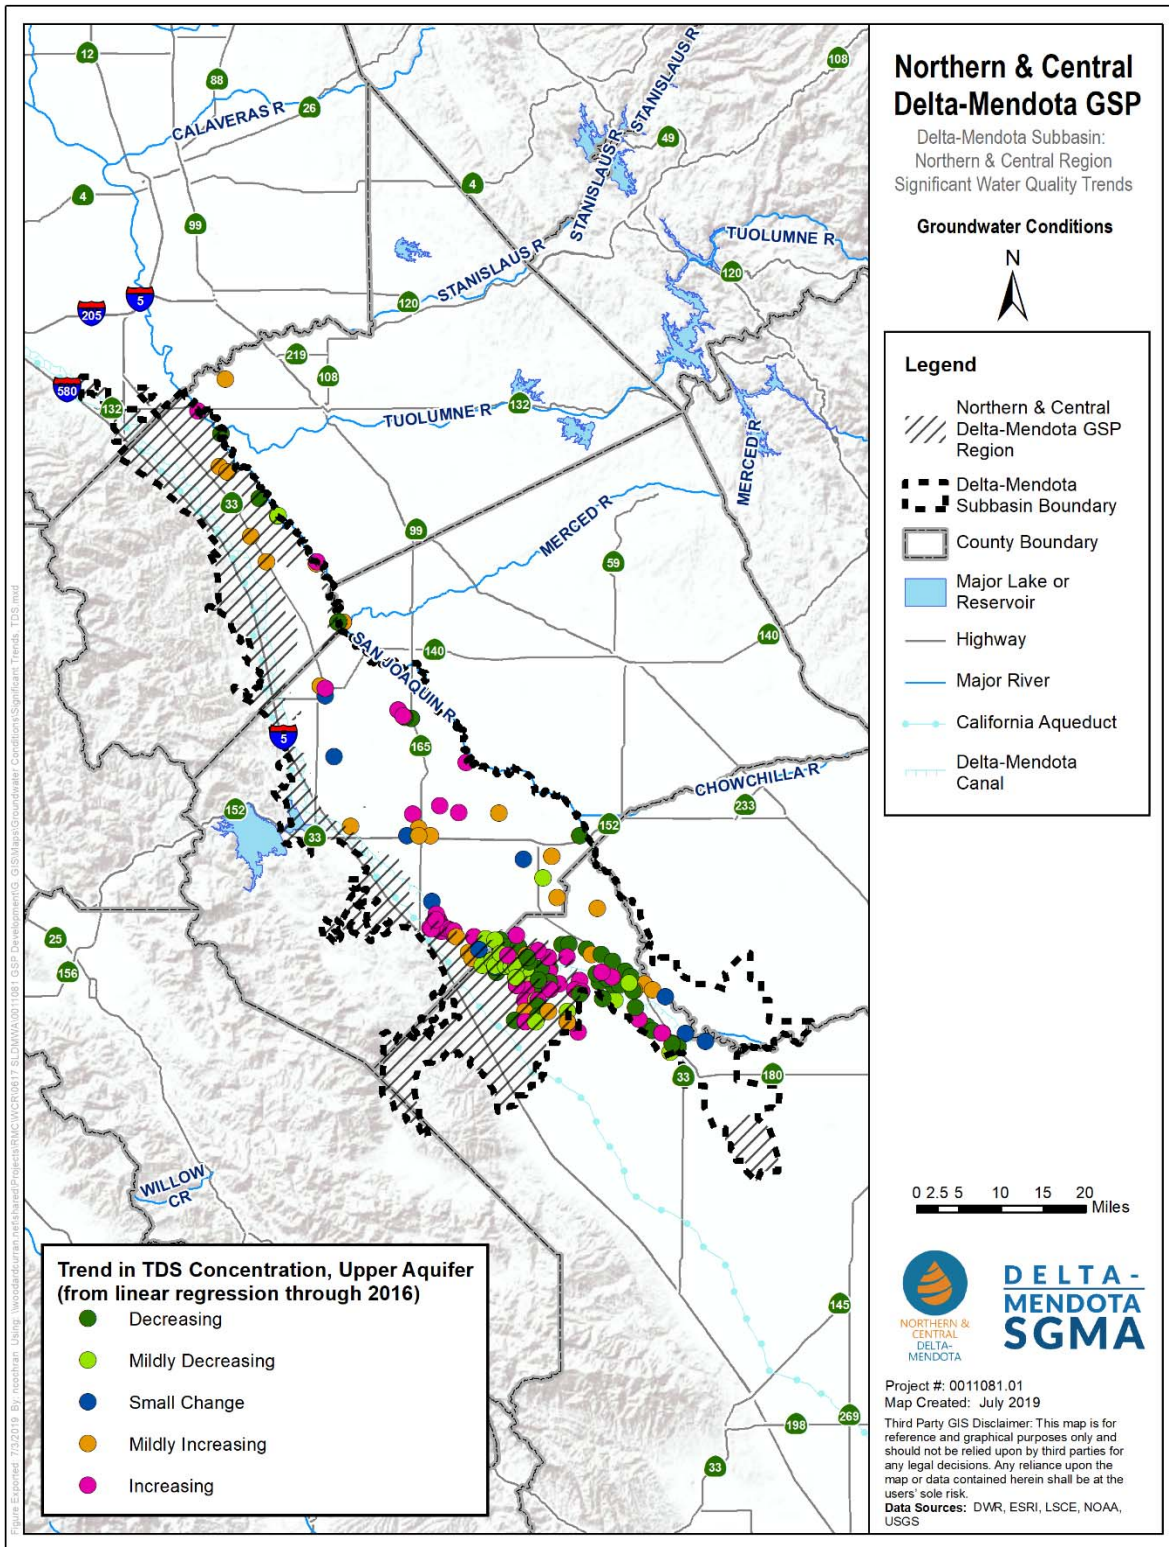 Northern & Central
Delta-Mendota GSP
Delta-Mendota Subbasin:
Northern & Central Region
Significant Water Quality Trends
Groundwater Conditions
N
Legend
Northern & Central
Delta-Mendota GSP
Region
Delta-Mendota
Subbasin Boundary
County Boundary
Major Lake or
Reservoir
Highway
Major River
California Aqueduct
Delta-Mendota
Canal
0 2.5 5 10 15 20
Miles
NORTHERN &
CENTRAL
DELTA-
MENDOTA
DELTA-
MENDOTA
SGMA
Project #: 0011081.01
Map Created: July 2019
Third Party GIS Disclaimer: This map is for
reference and graphical purposes only and
should not be relied upon by third parties for
any legal decisions. Any reliance upon the
map or data contained herein shall be at the
users' sole risk.
Data Sources: DWR, ESRI, LSCE, NOAA,
USGS
12
88
26
108
CALAVERAS R
STANISLAUS R
STANISLAUS R
49
4
4
99
STANISLAUS R
TUOLUMNE R
120
STANISLAUS R
5
205
120
219
108
580
132
132
TUOLUMNE R
MERCED R
33
99
MERCED R
59
140
140
SAN JOAQUIN R
5
165
CHOWCHILLA R
233
152
33
152
25
156
33
180
WILLOW
CR
145
269
198
33
Trend in TDS Concentration, Upper Aquifer
(from linear regression through 2016)
Decreasing
Mildly Decreasing
Small Change
Mildly Increasing
Increasing